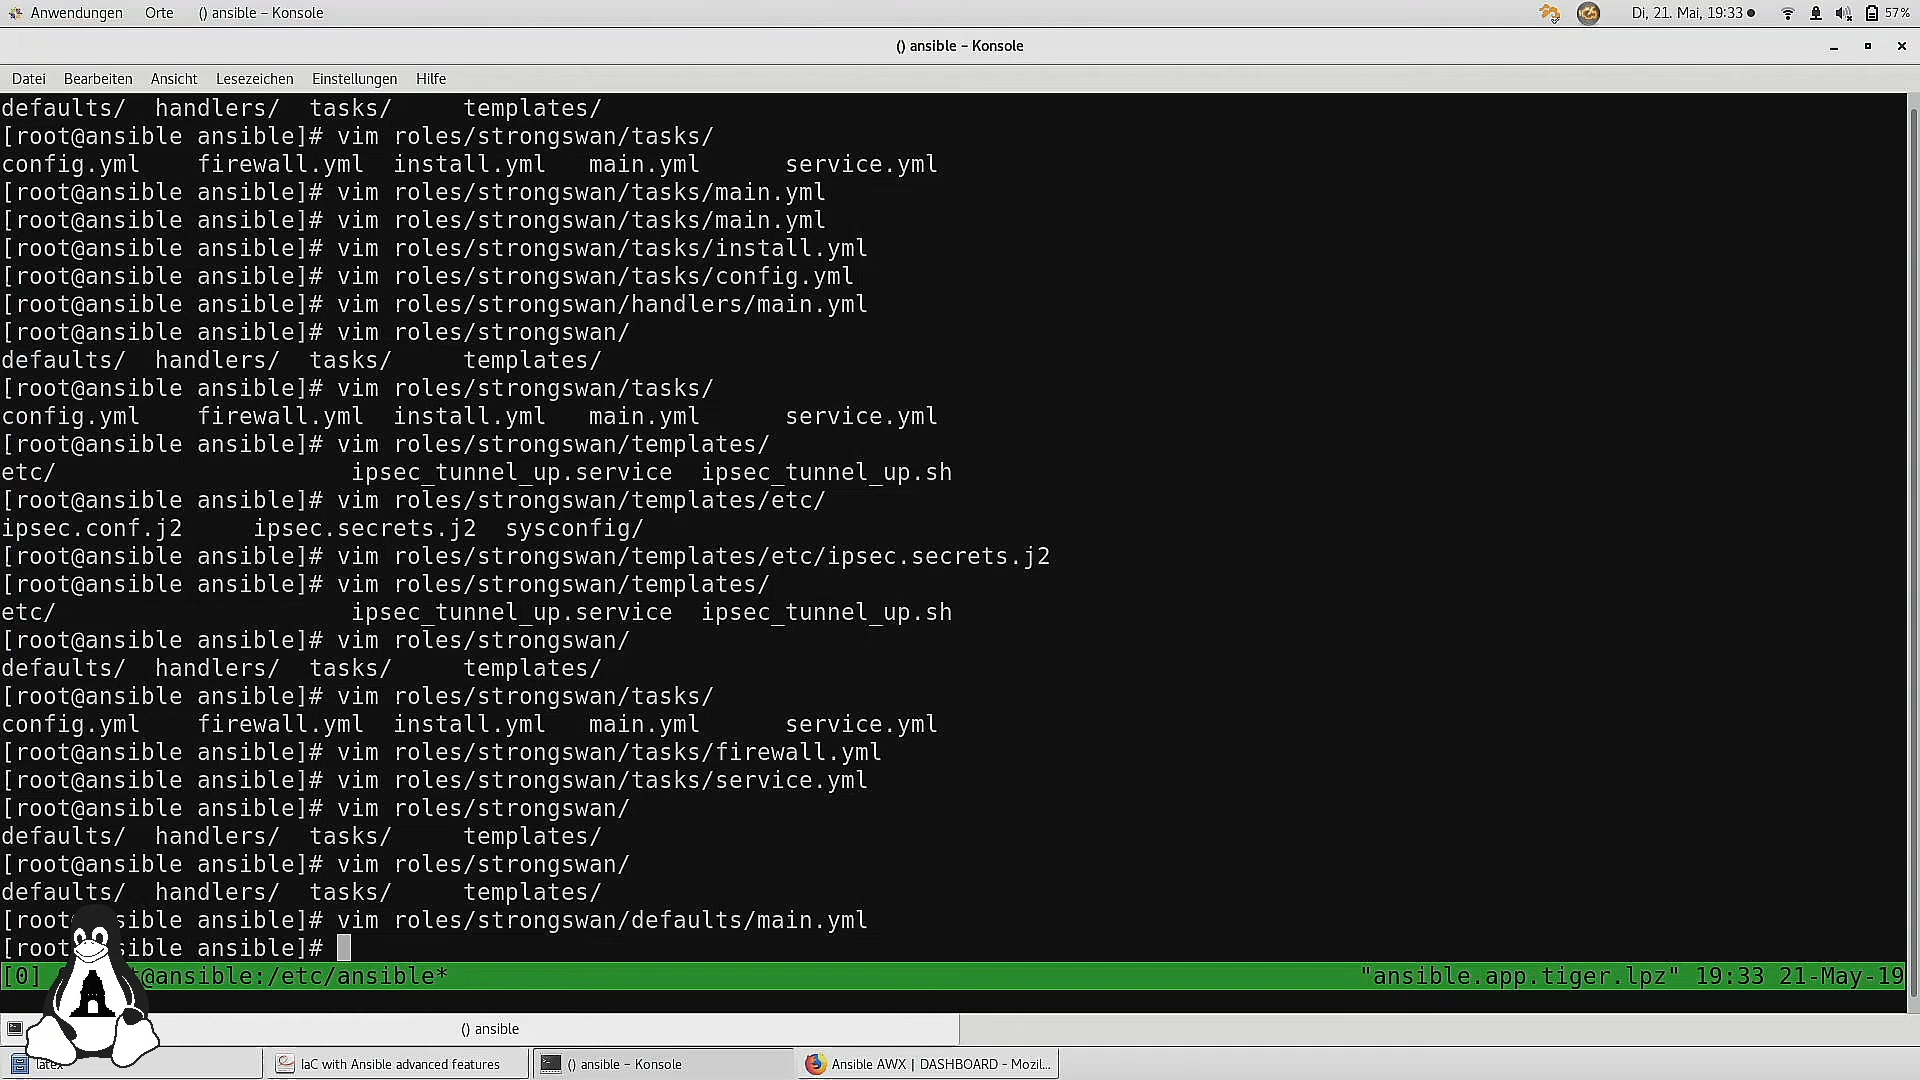 Anwendungen Orte () ansible – Konsole Di, 21. Mai, 19:33 57%
() ansible – Konsole
Datei Bearbeiten Ansicht Lesezeichen Einstellungen Hilfe
defaults/ handlers/ tasks/ templates/
[root@ansible ansible]# vim roles/strongswan/tasks/
config.yml firewall.yml install.yml main.yml service.yml
[root@ansible ansible]# vim roles/strongswan/tasks/main.yml
[root@ansible ansible]# vim roles/strongswan/tasks/main.yml
[root@ansible ansible]# vim roles/strongswan/tasks/install.yml
[root@ansible ansible]# vim roles/strongswan/tasks/config.yml
[root@ansible ansible]# vim roles/strongswan/handlers/main.yml
[root@ansible ansible]# vim roles/strongswan/
defaults/ handlers/ tasks/ templates/
[root@ansible ansible]# vim roles/strongswan/tasks/
config.yml firewall.yml install.yml main.yml service.yml
[root@ansible ansible]# vim roles/strongswan/templates/
etc/ ipsec_tunnel_up.service ipsec_tunnel_up.sh
[root@ansible ansible]# vim roles/strongswan/templates/etc/
ipsec.conf.j2 ipsec.secrets.j2 sysconfig/
[root@ansible ansible]# vim roles/strongswan/templates/etc/ipsec.secrets.j2
[root@ansible ansible]# vim roles/strongswan/templates/
etc/ ipsec_tunnel_up.service ipsec_tunnel_up.sh
[root@ansible ansible]# vim roles/strongswan/
defaults/ handlers/ tasks/ templates/
[root@ansible ansible]# vim roles/strongswan/tasks/
config.yml firewall.yml install.yml main.yml service.yml
[root@ansible ansible]# vim roles/strongswan/tasks/firewall.yml
[root@ansible ansible]# vim roles/strongswan/tasks/service.yml
[root@ansible ansible]# vim roles/strongswan/
defaults/ handlers/ tasks/ templates/
[root@ansible ansible]# vim roles/strongswan/
defaults/ handlers/ tasks/ templates/
[root sible ansible]# vim roles/strongswan/defaults/main.yml
[root sible ansible]#
[0] @ansible:/etc/ansible* "ansible.app.tiger.lpz" 19:33 21-May-19
() ansible
latex IaC with Ansible advanced features () ansible – Konsole Ansible AWX | DASHBOARD - Mozil...